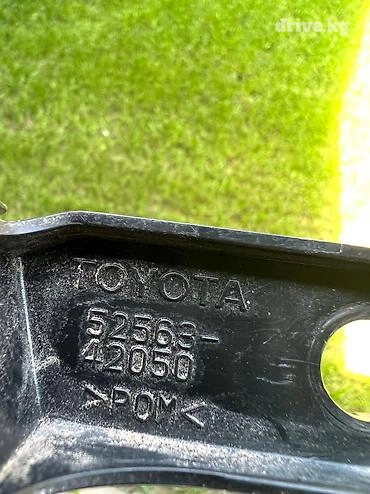 drive.kg
TOYOTA
52563-
42050
>POM<